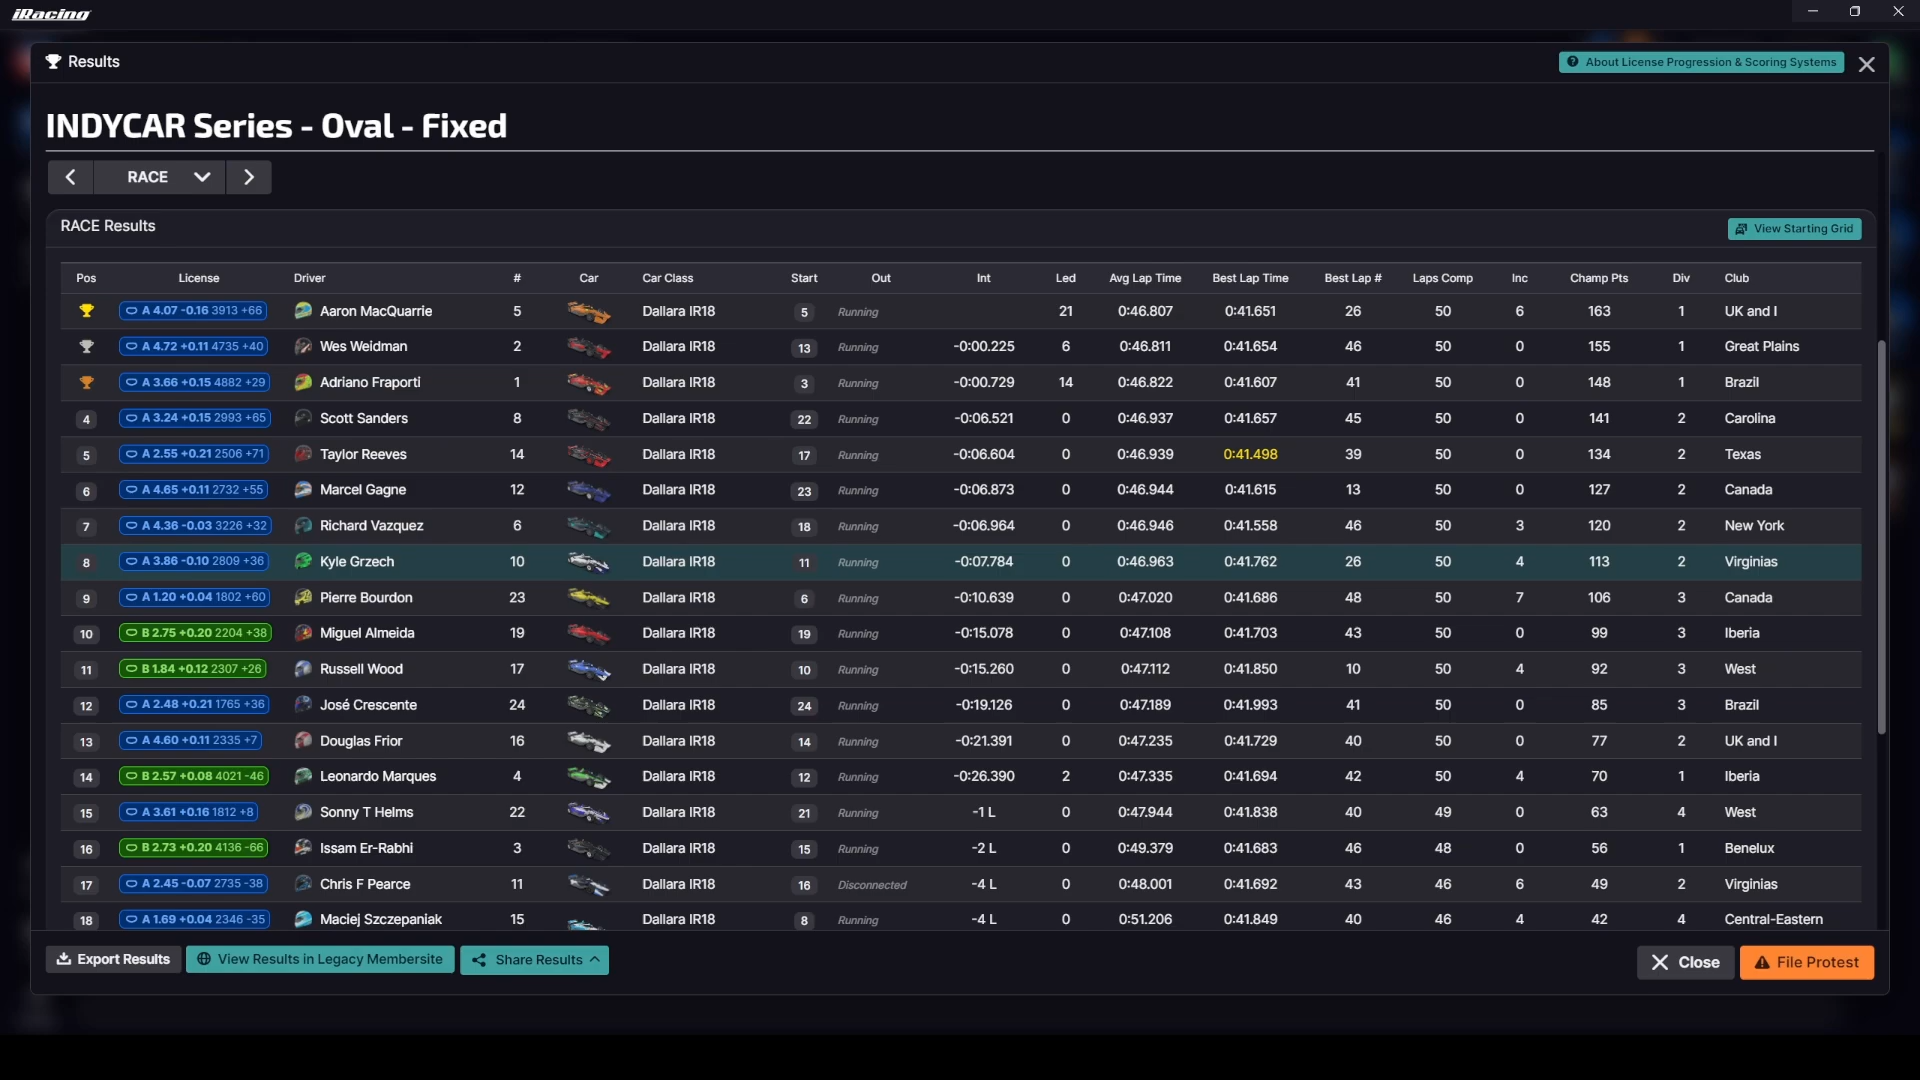 iRacing
Results
About License Progression & Scoring Systems
INDYCAR Series - Oval - Fixed
RACE
RACE Results
View Starting Grid
Pos License Driver # Car Car Class Start Out Int Led Avg Lap Time Best Lap Time Best Lap # Laps Comp Inc Champ Pts Div Club
A 4.07 -0.16 3913 +66 Aaron MacQuarrie 5 Dallara IR18 5 Running 21 0:46.807 0:41.651 26 50 6 163 1 UK and I
A 4.72 +0.11 4735 +40 Wes Weidman 2 Dallara IR18 13 Running -0:00.225 6 0:46.811 0:41.654 46 50 0 155 1 Great Plains
A 3.66 +0.15 4882 +29 Adriano Fraporti 1 Dallara IR18 3 Running -0:00.729 14 0:46.822 0:41.607 41 50 0 148 1 Brazil
4 A 3.24 +0.15 2993 +65 Scott Sanders 8 Dallara IR18 22 Running -0:06.521 0 0:46.937 0:41.657 45 50 0 141 2 Carolina
5 A 2.55 +0.21 2506 +71 Taylor Reeves 14 Dallara IR18 17 Running -0:06.604 0 0:46.939 0:41.498 39 50 0 134 2 Texas
6 A 4.65 +0.11 2732 +55 Marcel Gagne 12 Dallara IR18 23 Running -0:06.873 0 0:46.944 0:41.615 13 50 0 127 2 Canada
7 A 4.36 -0.03 3226 +32 Richard Vazquez 6 Dallara IR18 18 Running -0:06.964 0 0:46.946 0:41.558 46 50 3 120 2 New York
8 A 3.86 -0.10 2809 +36 Kyle Grzech 10 Dallara IR18 11 Running -0:07.784 0 0:46.963 0:41.762 26 50 4 113 2 Virginias
9 A 1.20 +0.04 1802 +60 Pierre Bourdon 23 Dallara IR18 6 Running -0:10.639 0 0:47.020 0:41.686 48 50 7 106 3 Canada
10 B 2.75 +0.20 2204 +38 Miguel Almeida 19 Dallara IR18 19 Running -0:15.078 0 0:47.108 0:41.703 43 50 0 99 3 Iberia
11 B 1.84 +0.12 2307 +26 Russell Wood 17 Dallara IR18 10 Running -0:15.260 0 0:47.112 0:41.850 10 50 4 92 3 West
12 A 2.48 +0.21 1765 +36 José Crescente 24 Dallara IR18 24 Running -0:19.126 0 0:47.189 0:41.993 41 50 0 85 3 Brazil
13 A 4.60 +0.11 2335 +7 Douglas Frior 16 Dallara IR18 14 Running -0:21.391 0 0:47.235 0:41.729 40 50 0 77 2 UK and I
14 B 2.57 +0.08 4021 -46 Leonardo Marques 4 Dallara IR18 12 Running -0:26.390 2 0:47.335 0:41.694 42 50 4 70 1 Iberia
15 A 3.61 +0.16 1812 +8 Sonny T Helms 22 Dallara IR18 21 Running -1 L 0 0:47.944 0:41.838 40 49 0 63 4 West
16 B 2.73 +0.20 4136 -66 Issam Er-Rabhi 3 Dallara IR18 15 Running -2 L 0 0:49.379 0:41.683 46 48 0 56 1 Benelux
17 A 2.45 -0.07 2735 -38 Chris F Pearce 11 Dallara IR18 16 Disconnected -4 L 0 0:48.001 0:41.692 43 46 6 49 2 Virginias
18 A 1.69 +0.04 2346 -35 Maciej Szczepaniak 15 Dallara IR18 8 Running -4 L 0 0:51.206 0:41.849 40 46 4 42 4 Central-Eastern
Export Results View Results in Legacy Membersite Share Results Close File Protest